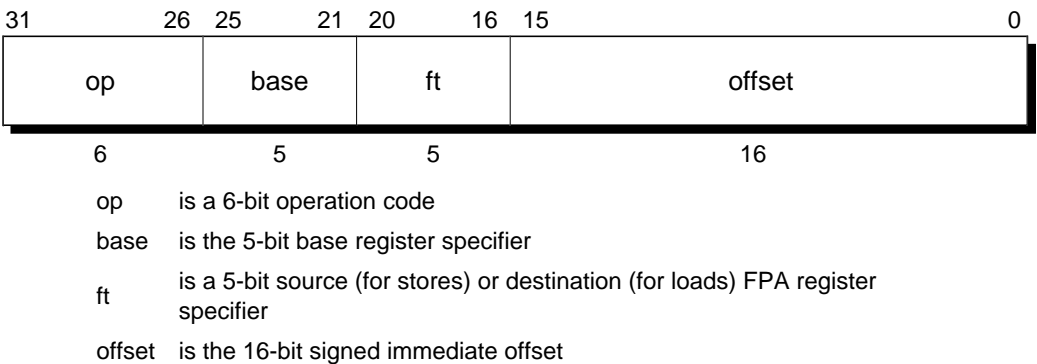 31 26 25 21 20 16 15 0
op base ft offset
6 5 5 16
op is a 6-bit operation code
base is the 5-bit base register specifier
ft is a 5-bit source (for stores) or destination (for loads) FPA register
specifier
offset is the 16-bit signed immediate offset